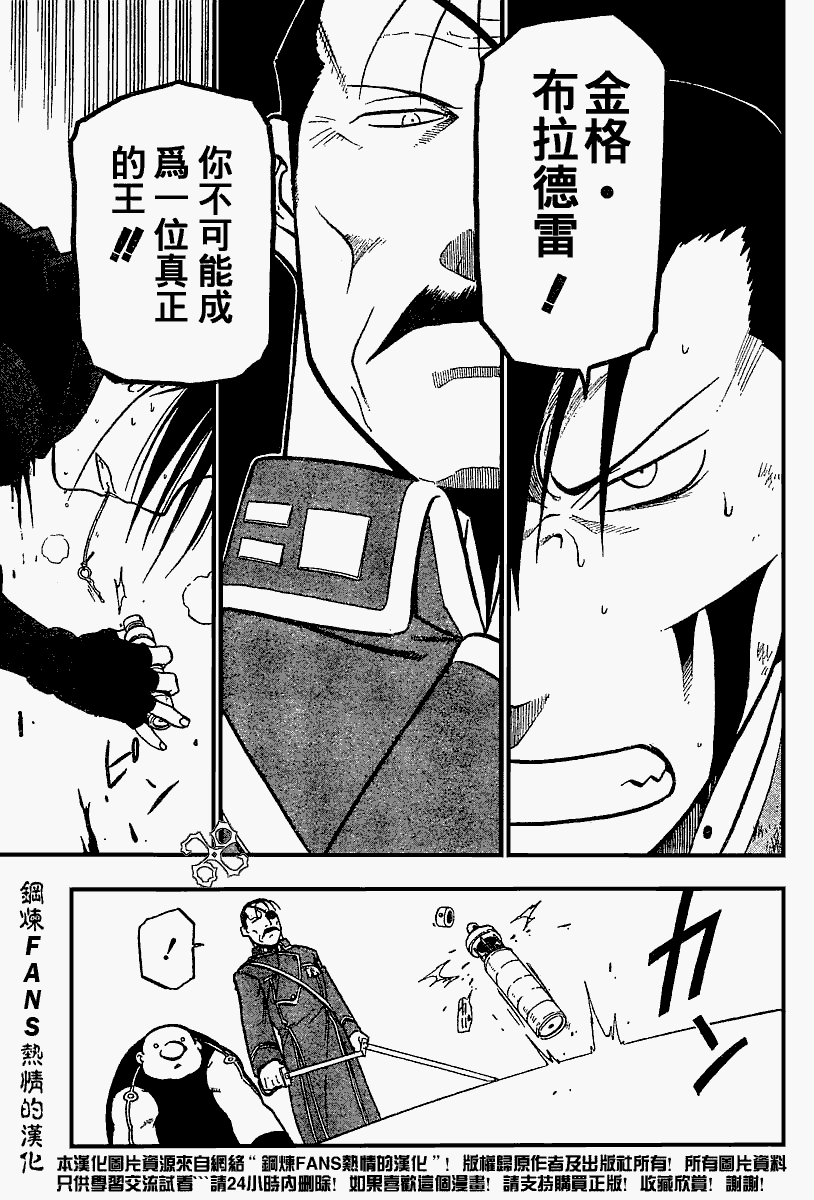 金格・
布拉德雷
!
你不可能成
爲一位真正
的王!!
!
ガ
ン
ピ
鋼煉FANS熱情的漢化
本漢化圖片資源來自網絡“鋼煉FANS熱情的漢化”! 版權歸原作者及出版社所有! 所有圖片資料
只供學習交流試看```請24小時内刪除! 如果喜歡這個漫畫! 請支持購買正版! 收藏欣賞! 謝謝!